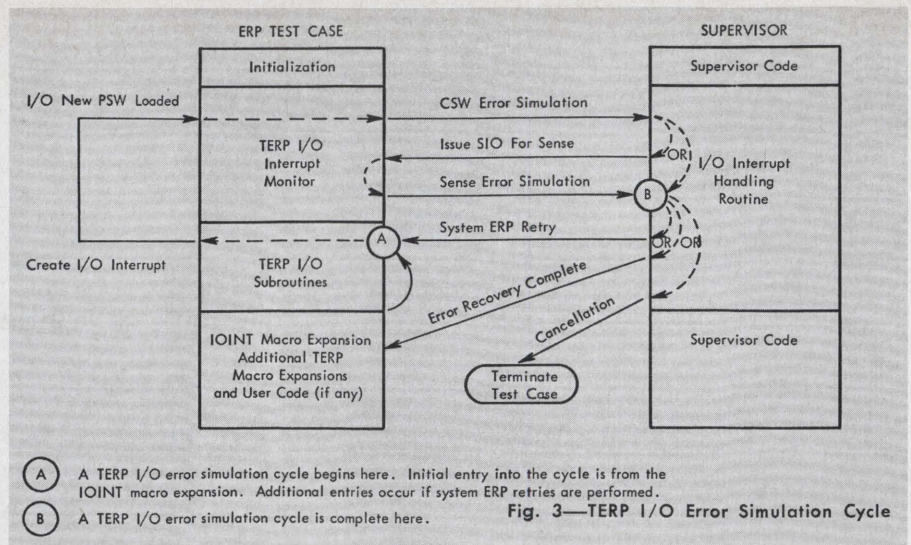 ERP TEST CASE
SUPERVISOR
Initialization
Supervisor Code
I/O New PSW Loaded
CSW Error Simulation
TERP I/O
Interrupt
Monitor
Issue SIO For Sense
OR
I/O Interrupt
Handling
Routine
Sense Error Simulation
B
System ERP Retry
A
OR
OR
Create I/O Interrupt
TERP I/O
Subroutines
Error Recovery Complete
Cancellation
IOINT Macro Expansion
Additional TERP
Macro Expansions
and User Code (if any)
Supervisor Code
Terminate
Test Case
A A TERP I/O error simulation cycle begins here. Initial entry into the cycle is from the
IOINT macro expansion. Additional entries occur if system ERP retries are performed.
B A TERP I/O error simulation cycle is complete here.
Fig. 3—TERP I/O Error Simulation Cycle